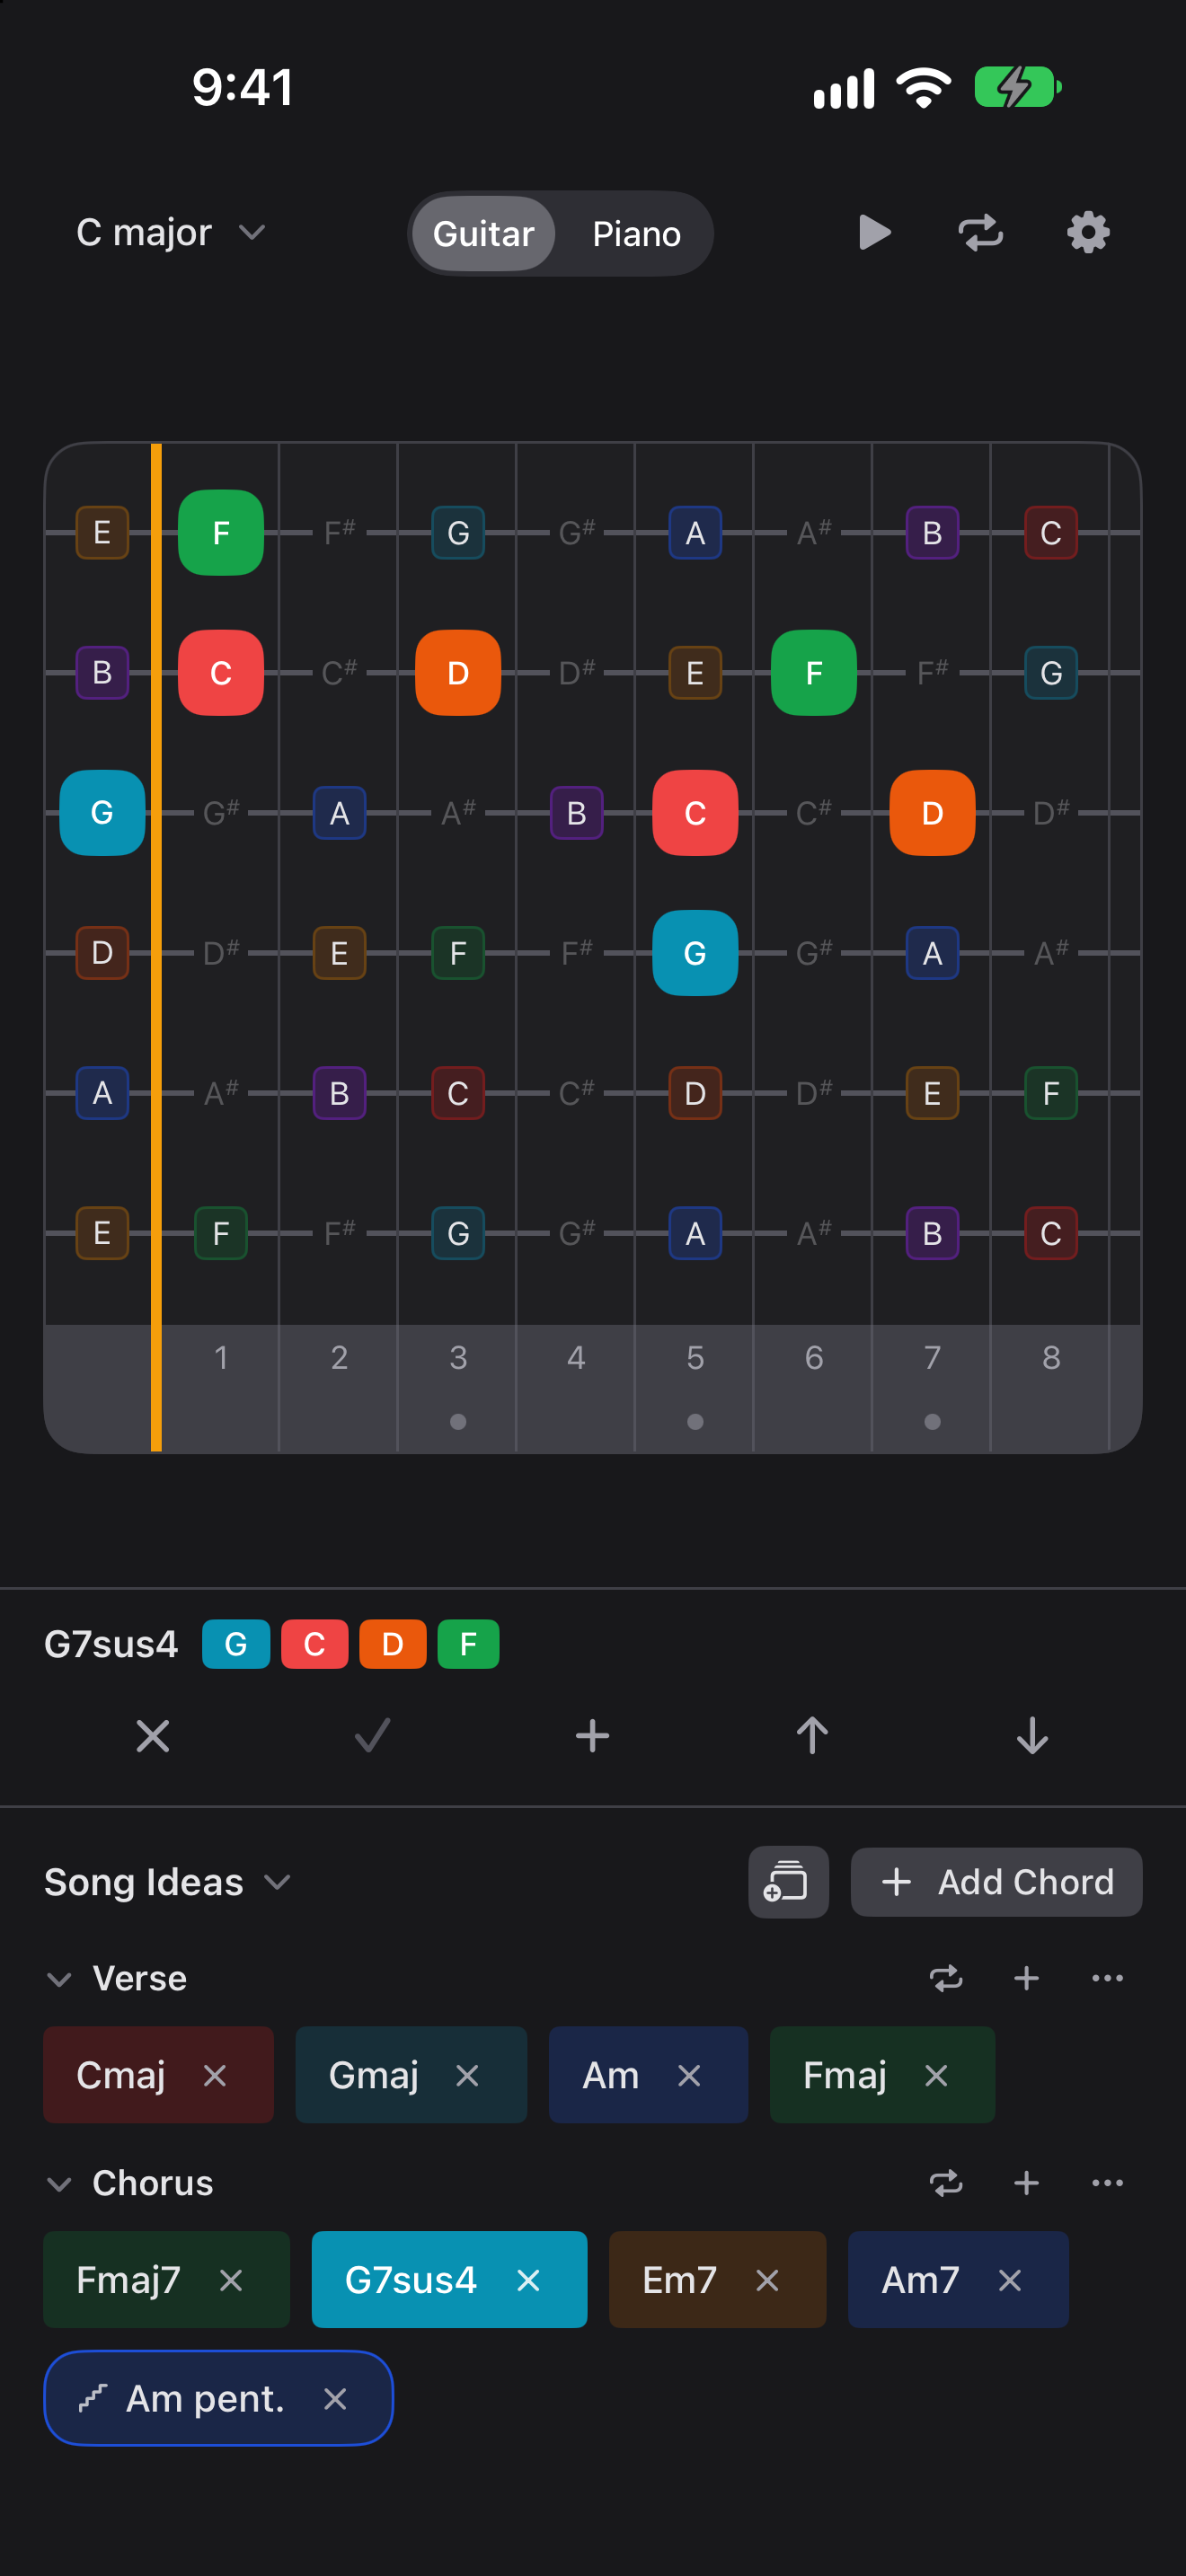 9:41
C major Guitar Piano
E F F# G G# A A# B C
B C C# D D# E F F# G
G G# A A# B C C# D D#
D D# E F F# G G# A A#
A A# B C C# D D# E F
E F F# G G# A A# B C
1 2 3 4 5 6 7 8
G7sus4 G C D F
Song Ideas Add Chord
Verse
Cmaj Gmaj Am Fmaj
Chorus
Fmaj7 G7sus4 Em7 Am7
Am pent.